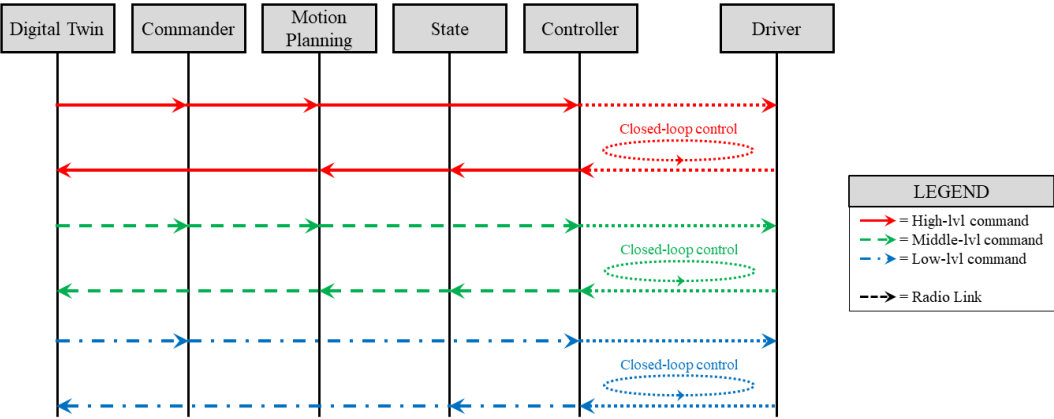 Digital Twin
Commander
Motion
Planning
State
Controller
Driver
Closed-loop control
Closed-loop control
Closed-loop control
LEGEND
= High-lvl command
= Middle-lvl command
= Low-lvl command
= Radio Link